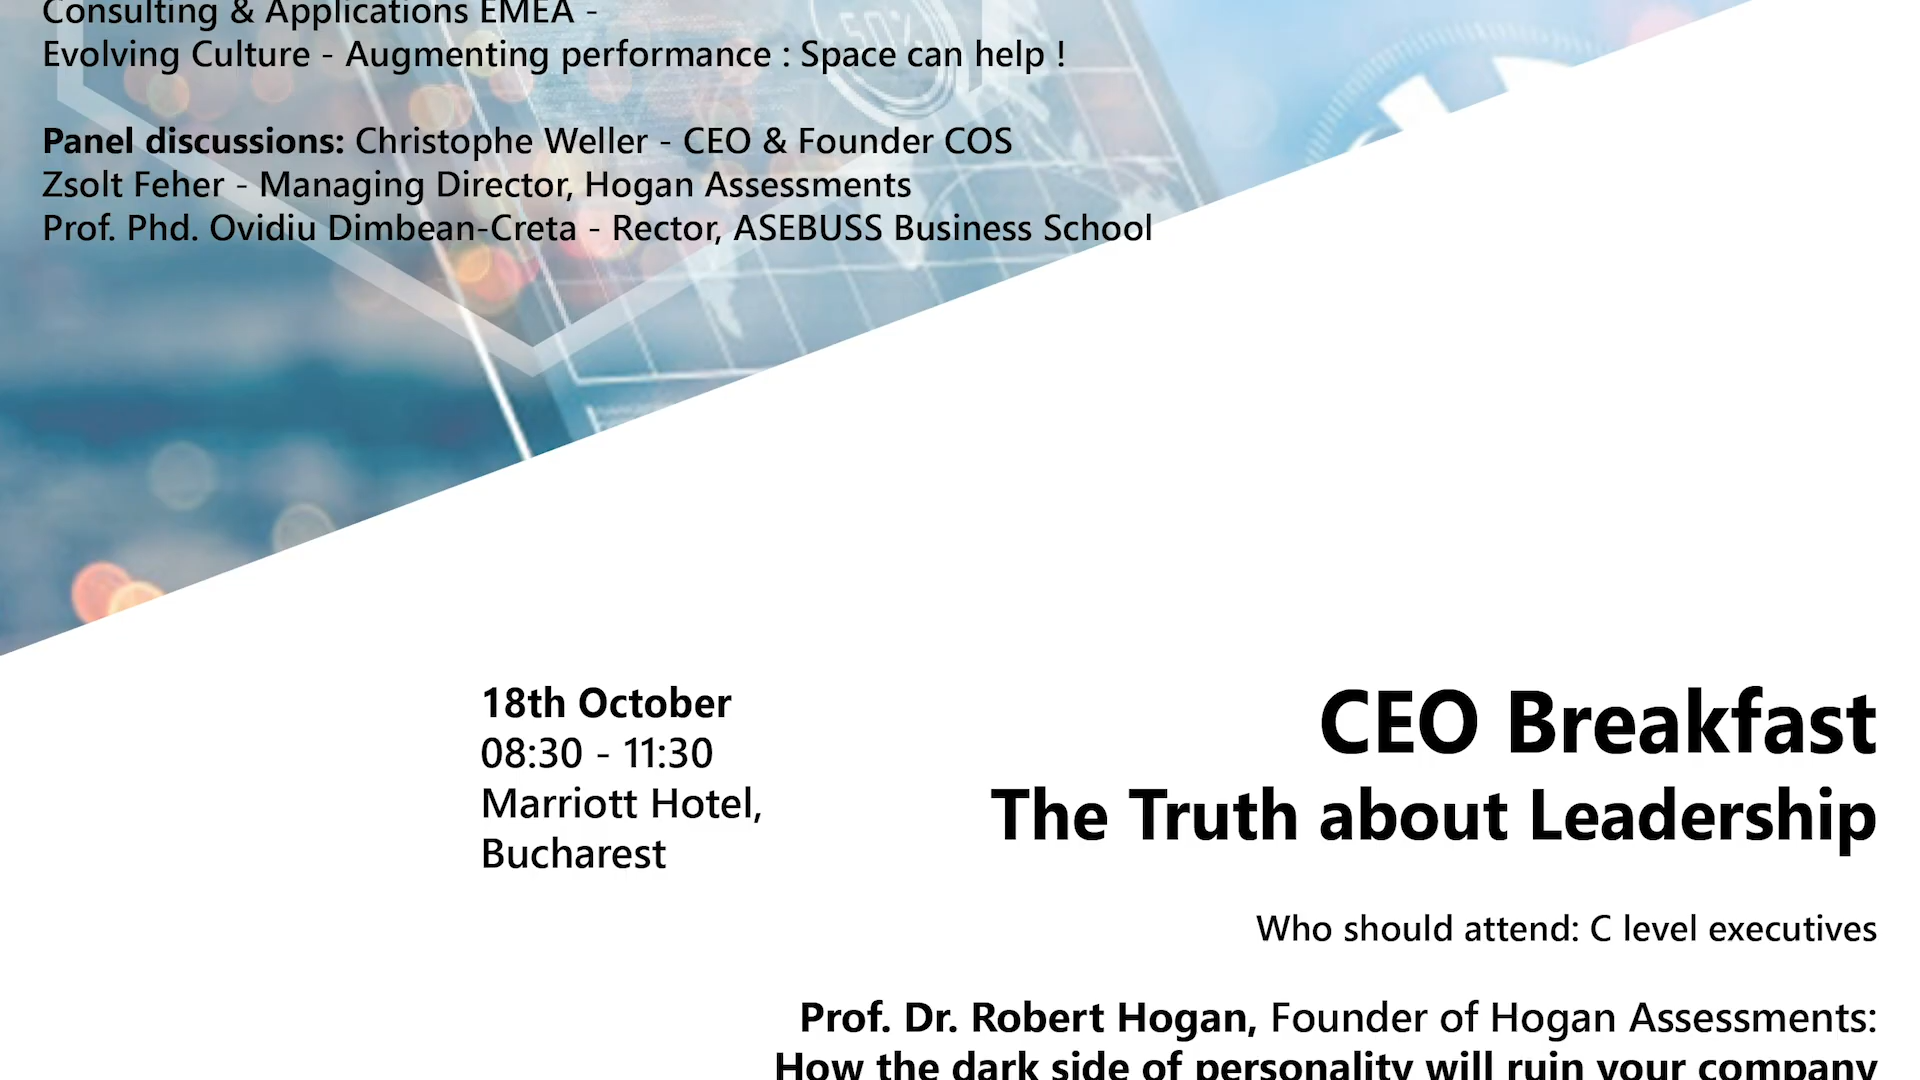 Consulting & Applications EMEA -
Evolving Culture - Augmenting performance : Space can help !
50%
Panel discussions: Christophe Weller - CEO & Founder COS
Zsolt Feher - Managing Director, Hogan Assessments
Prof. Phd. Ovidiu Dimbean-Creta - Rector, ASEBUSS Business School
18th October
08:30 - 11:30
Marriott Hotel,
Bucharest
CEO Breakfast
The Truth about Leadership
Who should attend: C level executives
Prof. Dr. Robert Hogan, Founder of Hogan Assessments:
How the dark side of personality will ruin your company